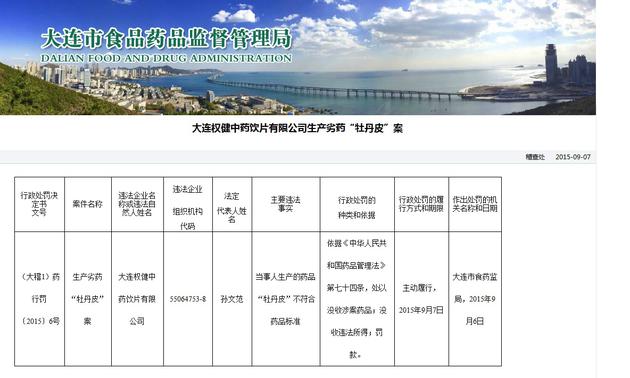 大连市食品药品监督管理局
DALIAN FOOD AND DRUG ADMINISTRATION
大连权健中药饮片有限公司生产劣药“牡丹皮”案
稽查处 2015-09-07
行政处罚决
定书
文号
案件名称
违法企业名
称或违法自
然人姓名
违法企业
组织机构
代码
法定
代表人姓
名
主要违法
事实
行政处罚的
种类和依据
行政处罚的履
行方式和期限
作出处罚的机
关名称和日期
（大稽1）药
行罚
〔2015〕6号
生产劣药
“牡丹皮”
案
大连权健中
药饮片有限
公司
55064753-8
孙文范
当事人生产的药品
“牡丹皮”不符合
药品标准
依据《中华人民共
和国药品管理法》
第七十四条，处以
没收涉案药品；没
收违法所得；罚
款。
主动履行，
2015年9月7日
大连市食药监
局，2015年9
月6日